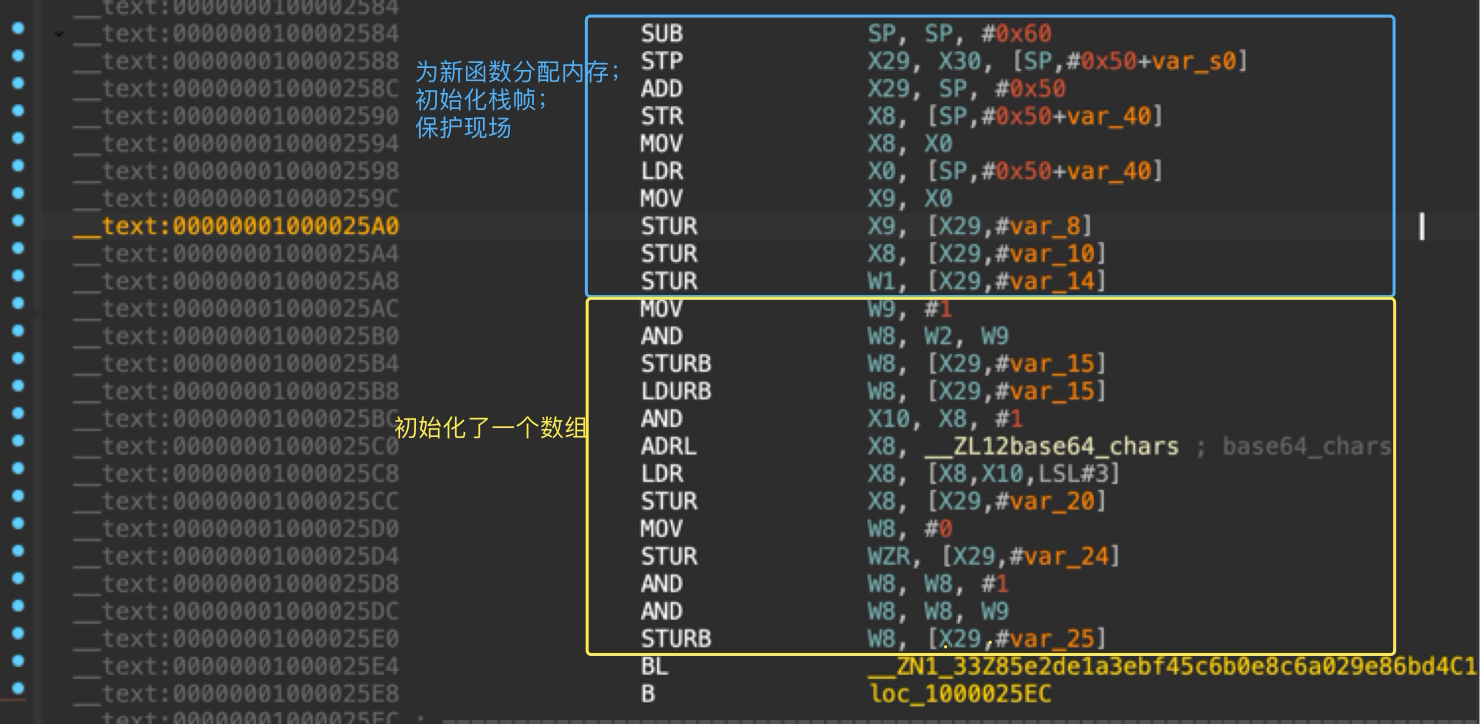 __text:0000000100002584
__text:0000000100002584 SUB SP, SP, #0x60
__text:0000000100002588 STP X29, X30, [SP,#0x50+var_s0]
为新函数分配内存；
__text:000000010000258C ADD X29, SP, #0x50
初始化栈帧；
__text:0000000100002590 STR X8, [SP,#0x50+var_40]
保护现场
__text:0000000100002594 MOV X8, X0
__text:0000000100002598 LDR X0, [SP,#0x50+var_40]
__text:000000010000259C MOV X9, X0
__text:00000001000025A0 STUR X9, [X29,#var_8]
__text:00000001000025A4 STUR X8, [X29,#var_10]
__text:00000001000025A8 STUR W1, [X29,#var_14]
__text:00000001000025AC MOV W9, #1
__text:00000001000025B0 AND W8, W2, W9
__text:00000001000025B4 STURB W8, [X29,#var_15]
__text:00000001000025B8 LDURB W8, [X29,#var_15]
__text:00000001000025BC AND X10, X8, #1
初始化了一个数组
__text:00000001000025C0 ADRL X8, __ZL12base64_chars ; base64_chars
__text:00000001000025C8 LDR X8, [X8,X10,LSL#3]
__text:00000001000025CC STUR X8, [X29,#var_20]
__text:00000001000025D0 MOV W8, #0
__text:00000001000025D4 STUR WZR, [X29,#var_24]
__text:00000001000025D8 AND W8, W8, #1
__text:00000001000025DC AND W8, W8, W9
__text:00000001000025E0 STURB W8, [X29,#var_25]
__text:00000001000025E4 BL __ZN1_33Z85e2de1a3ebf45c6b0e8c6a029e86bd4C1
__text:00000001000025E8 B loc_1000025EC
__text:00000001000025EC ;